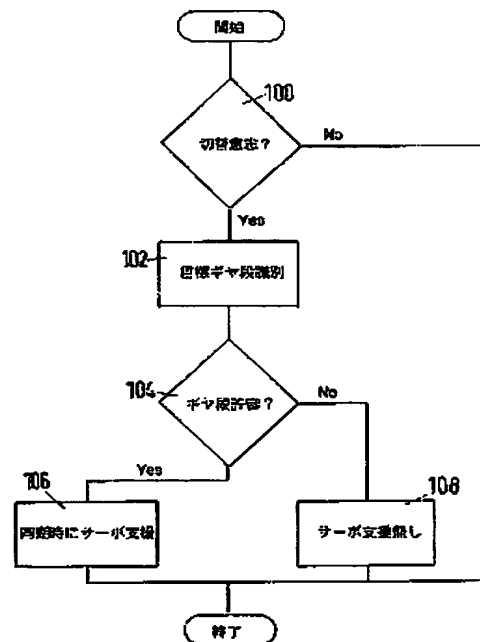 開始
100
切替意志?
No
Yes
102
目標ギヤ段識別
104
ギヤ段許容?
No
Yes
106
同期時にサーボ支援
108
サーボ支援無し
終了